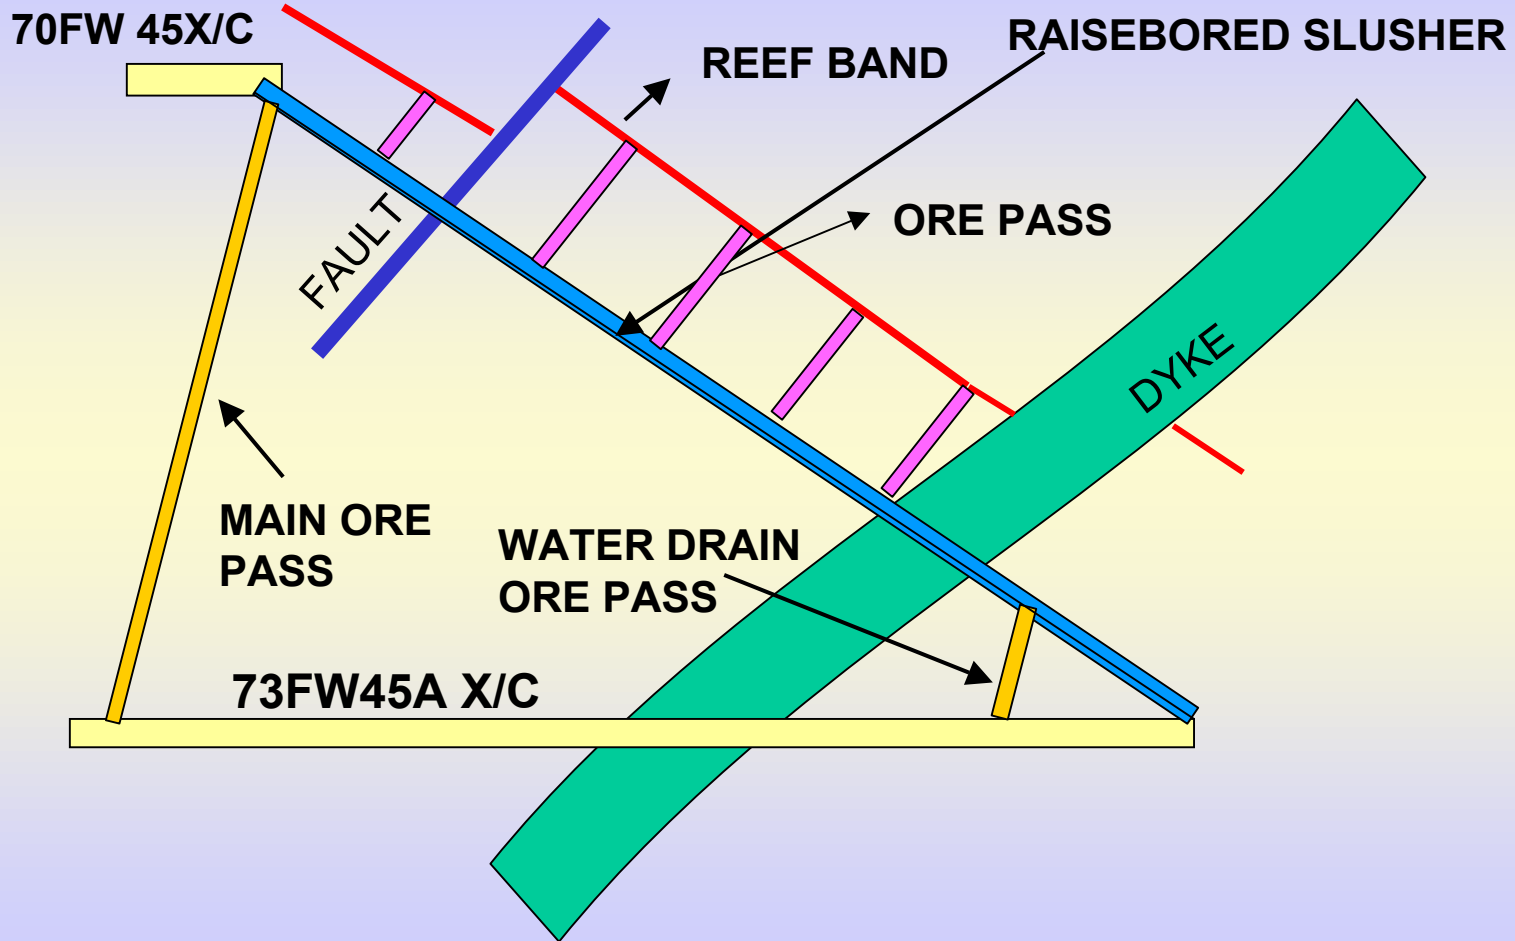 70FW 45X/C
RAISEBORED SLUSHER
REEF BAND
FAULT
ORE PASS
DYKE
MAIN ORE
PASS
WATER DRAIN
ORE PASS
73FW45A X/C